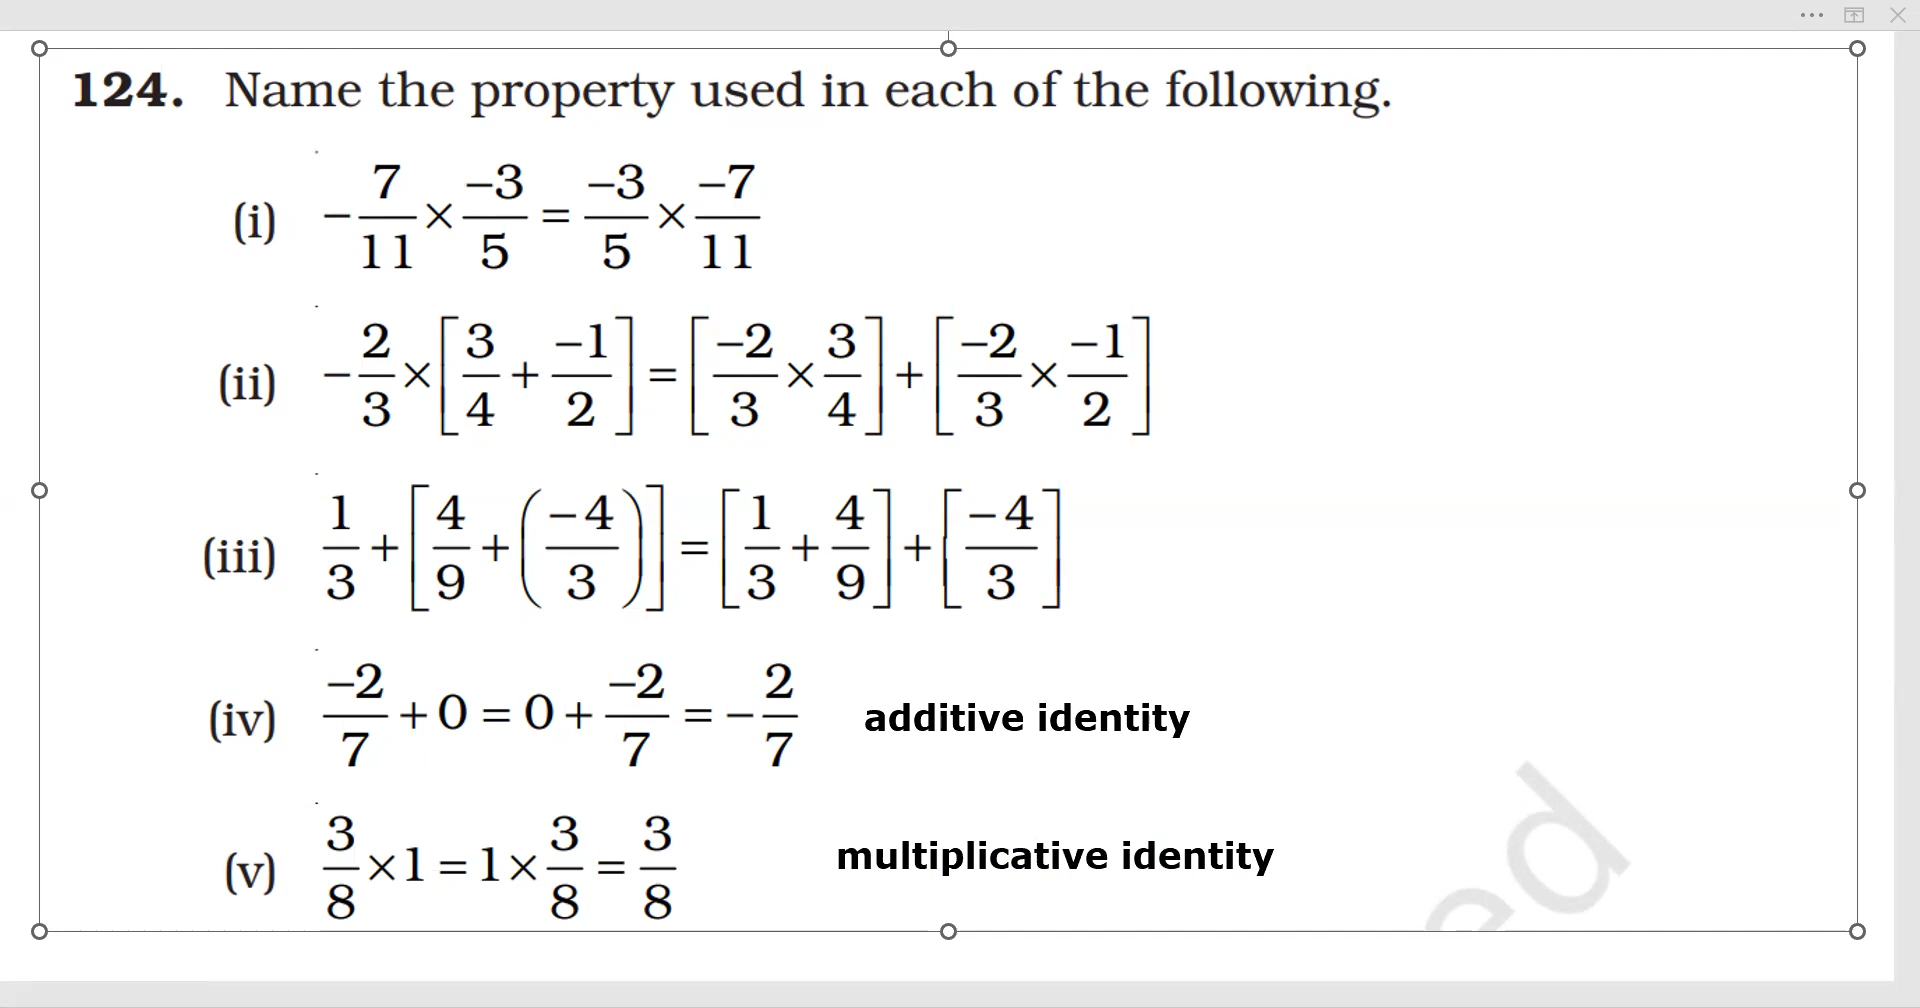 124. Name the property used in each of the following.
(i) −7/11 × −3/5 = −3/5 × −7/11
(ii) −2/3 × [3/4 + −1/2] = [−2/3 × 3/4] + [−2/3 × −1/2]
(iii) 1/3 + [4/9 + (−4/3)] = [1/3 + 4/9] + [−4/3]
(iv) −2/7 + 0 = 0 + −2/7 = −2/7 additive identity
(v) 3/8 × 1 = 1 × 3/8 = 3/8 multiplicative identity
ed